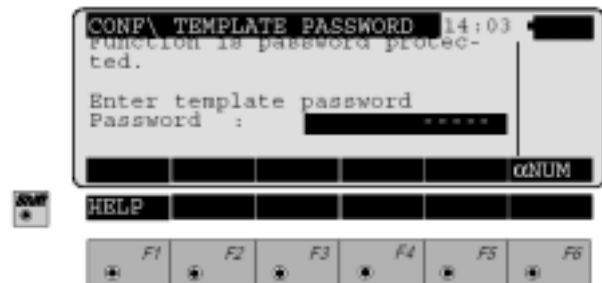 CONF\ TEMPLATE PASSWORD 14:03
Function is password protec-
ted.
Enter template password
Password : -----
αNUM
SHIFT
HELP
F1 F2 F3 F4 F5 F6